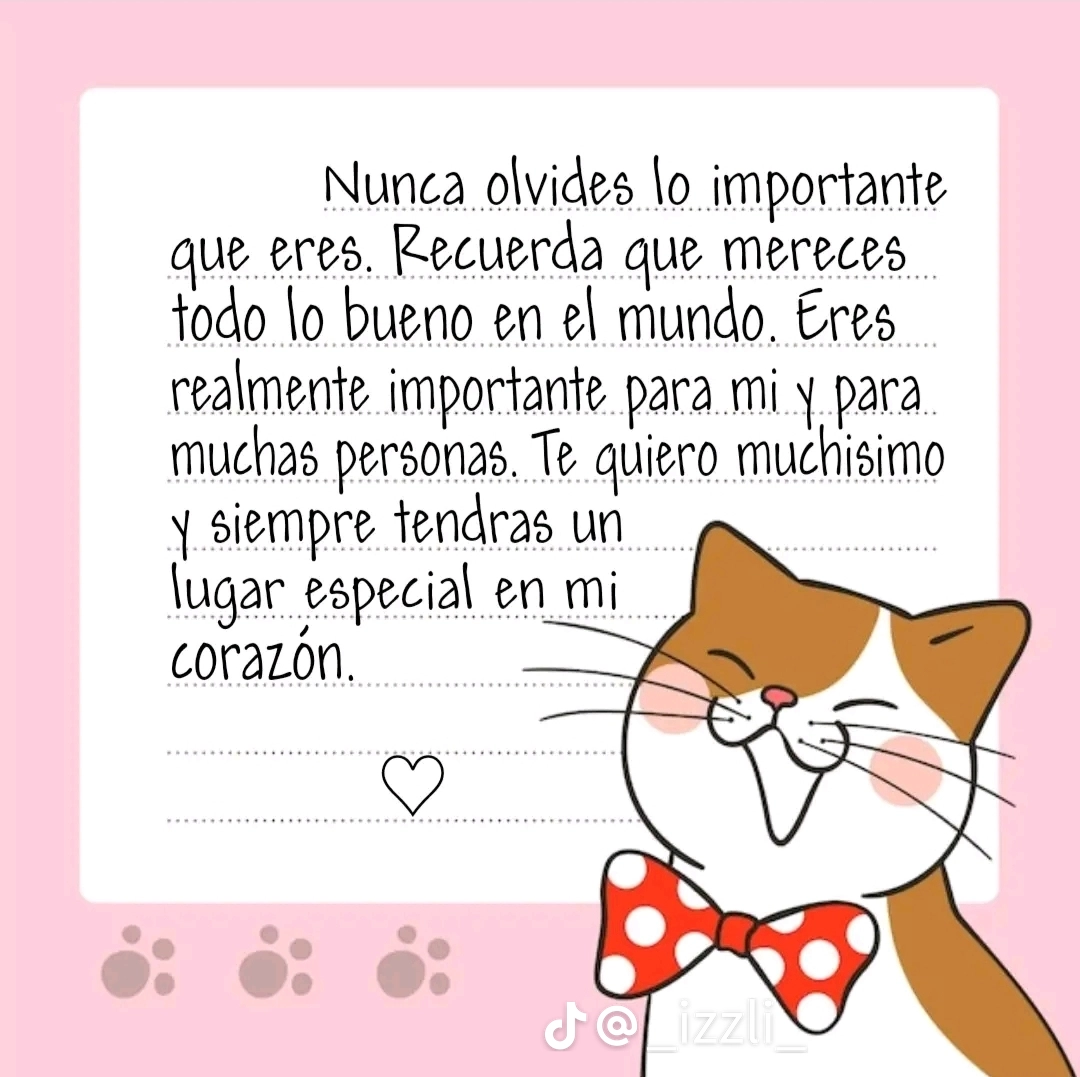 Nunca olvides lo importante
que eres. Recuerda que mereces
todo lo bueno en el mundo. Eres
realmente importante para mi y para
muchas personas. Te quiero muchisimo
y siempre tendras un
lugar especial en mi
corazón.
@_izzli_